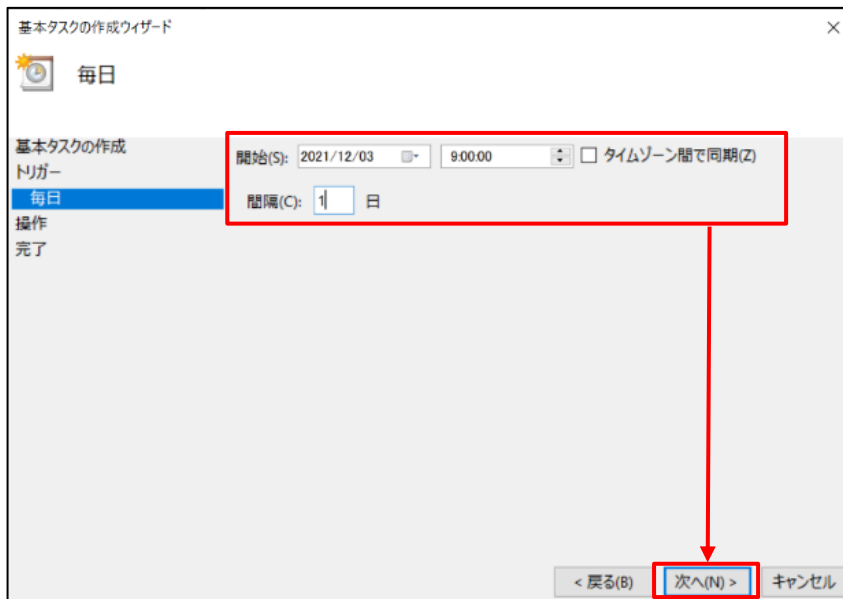 基本タスクの作成ウィザード
毎日
基本タスクの作成
トリガー
毎日
操作
完了
開始(S): 2021/12/03 9:00:00 タイムゾーン間で同期(Z)
間隔(C): 1 日
< 戻る(B) 次へ(N) > キャンセル